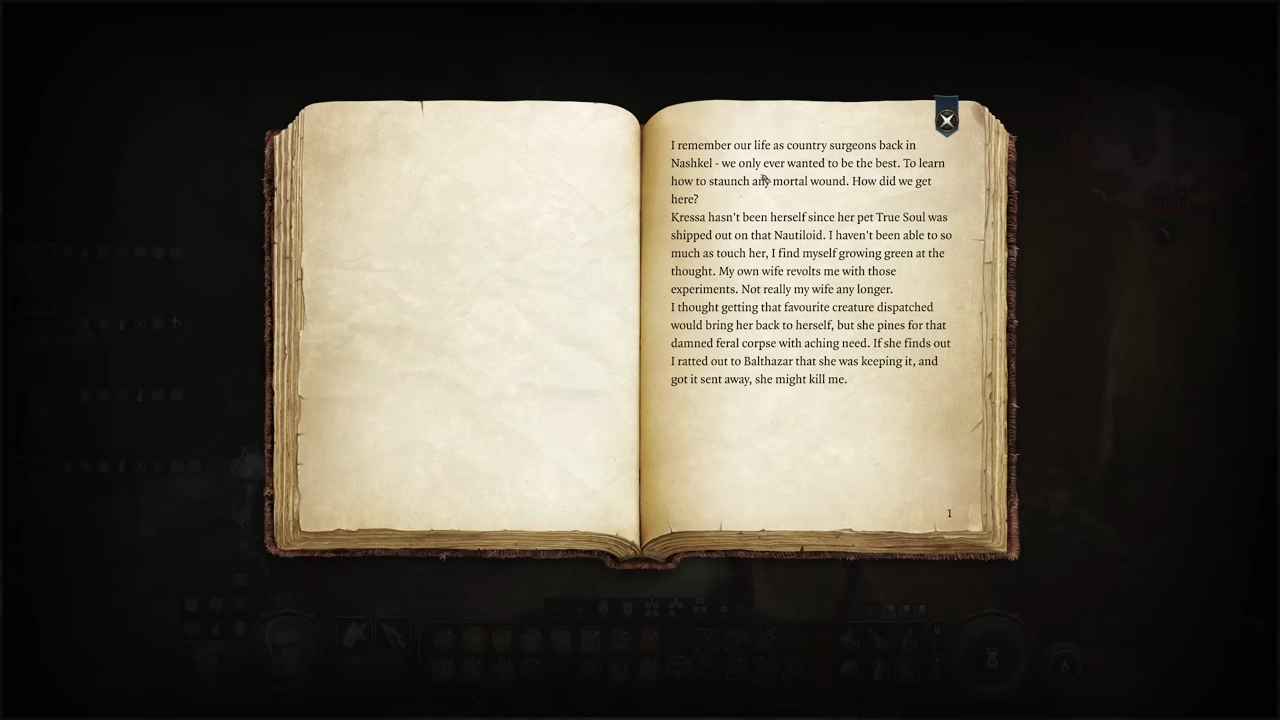 I remember our life as country surgeons back in
Nashkel - we only ever wanted to be the best. To learn
how to staunch any mortal wound. How did we get
here?
Kressa hasn't been herself since her pet True Soul was
shipped out on that Nautiloid. I haven't been able to so
much as touch her, I find myself growing green at the
thought. My own wife revolts me with those
experiments. Not really my wife any longer.
I thought getting that favourite creature dispatched
would bring her back to herself, but she pines for that
damned feral corpse with aching need. If she finds out
I ratted out to Balthazar that she was keeping it, and
got it sent away, she might kill me.
1